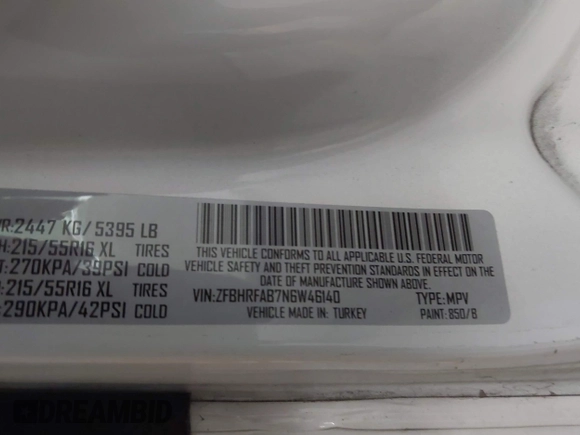 R:2447 KG/5395 LB
H:215/55R16 XL TIRES
T:270KPA/39PSI COLD
:215/55R16 XL TIRES
:290KPA/42PSI COLD
THIS VEHICLE CONFORMS TO ALL APPLICABLE U.S. FEDERAL MOTOR
VEHICLE SAFETY AND THEFT PREVENTION STANDARDS IN EFFECT ON THE
DATE OF MANUFACTURE SHOWN ABOVE.
VIN:ZFBHRFAB7N6W46140 TYPE:MPV
VEHICLE MADE IN: TURKEY PAINT: 850/B
DREAMBID